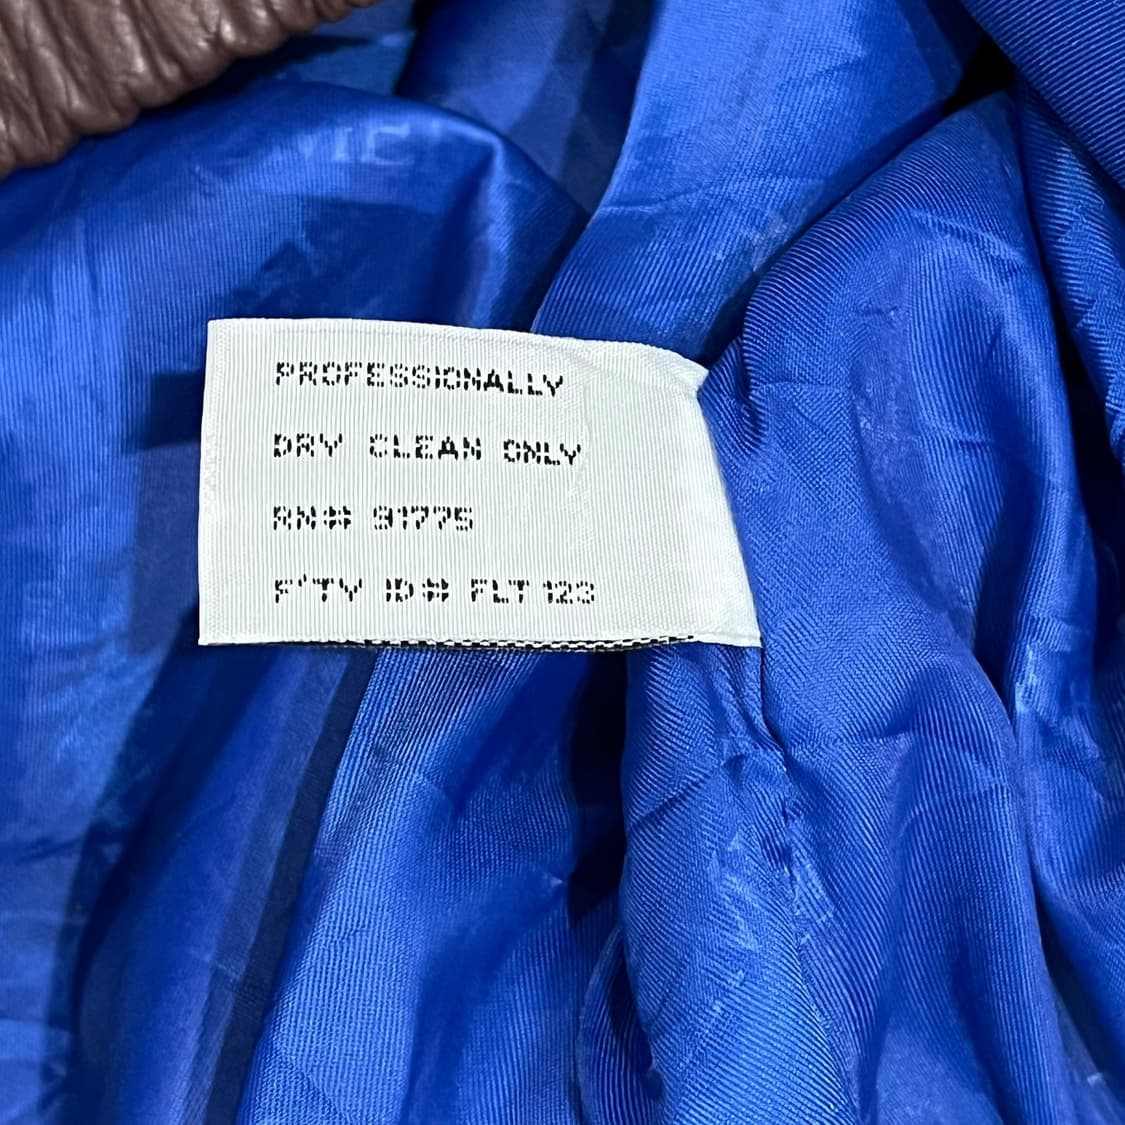 PROFESSIONALLY
DRY CLEAN ONLY
RN# 91775
F'TY ID# FLT 123